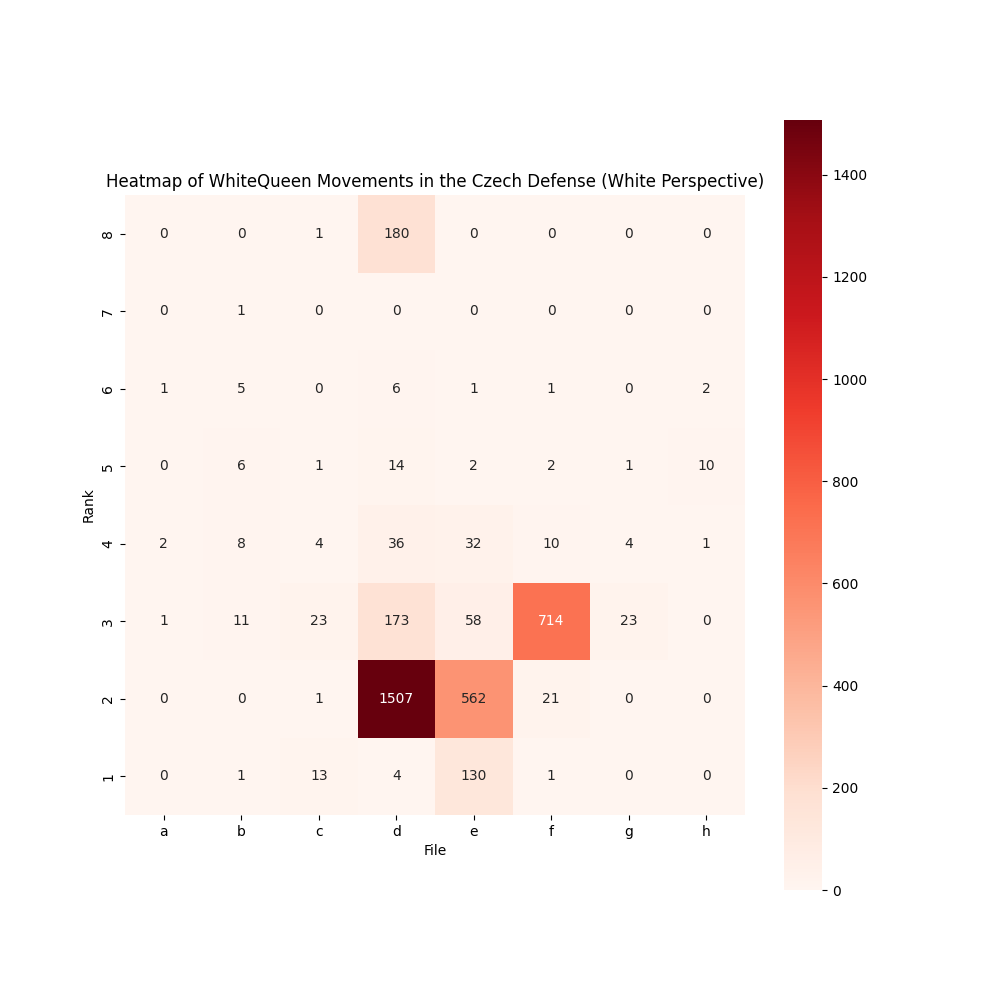 Heatmap of WhiteQueen Movements in the Czech Defense (White Perspective)
8 0 0 1 180 0 0 0 0
7 0 1 0 0 0 0 0 0
6 1 5 0 6 1 1 0 2
5 0 6 1 14 2 2 1 10
Rank
4 2 8 4 36 32 10 4 1
3 1 11 23 173 58 714 23 0
2 0 0 1 1507 562 21 0 0
1 0 1 13 4 130 1 0 0
a b c d e f g h
File
1400
1200
1000
800
600
400
200
0